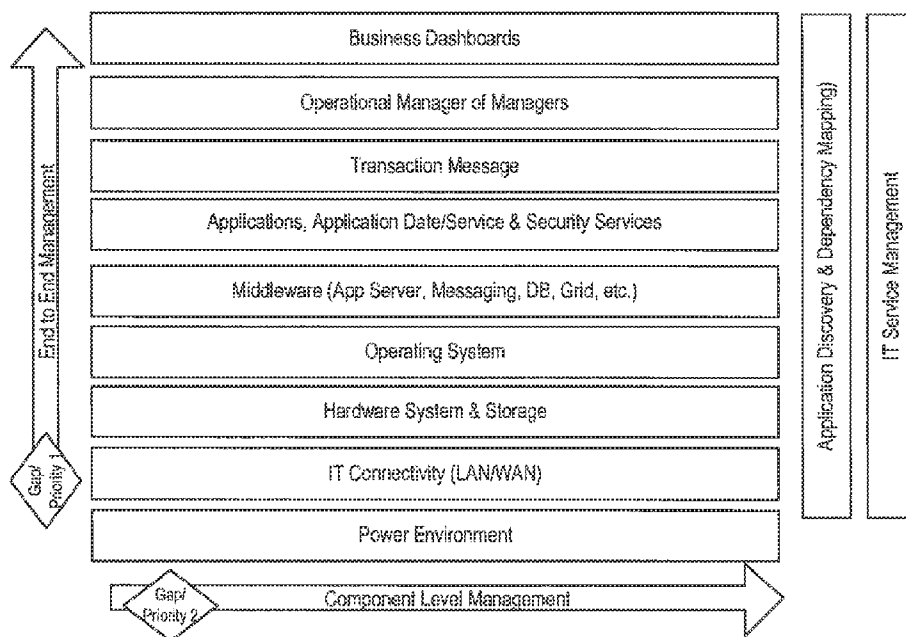 Business Dashboards
Operational Manager of Managers
Transaction Message
Applications, Application Date/Service & Security Services
Middleware (App Server, Messaging, DB, Grid, etc.)
Operating System
Hardware System & Storage
IT Connectivity (LAN/WAN)
Power Environment
End to End Management
Gap/
Priority 1
Gap/
Priority 2
Component Level Management
Application Discovery & Dependency Mapping)
IT Service Management